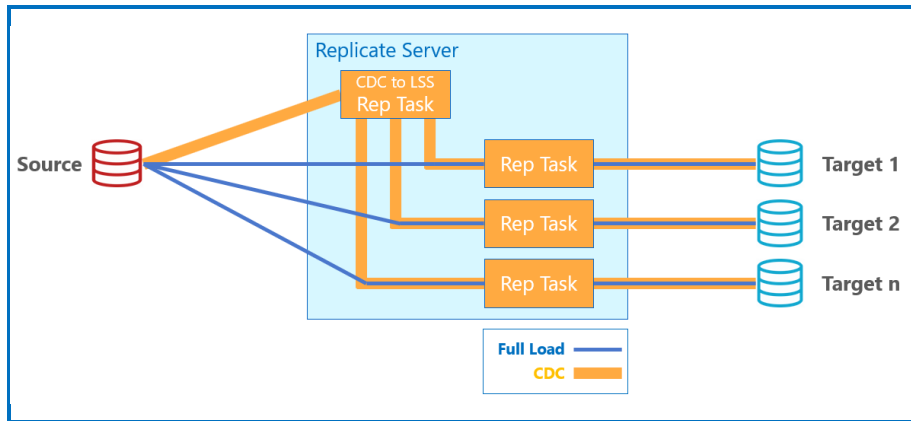 Replicate Server
CDC to LSS
Rep Task
Source
Rep Task
Target 1
Rep Task
Target 2
Rep Task
Target n
Full Load
CDC